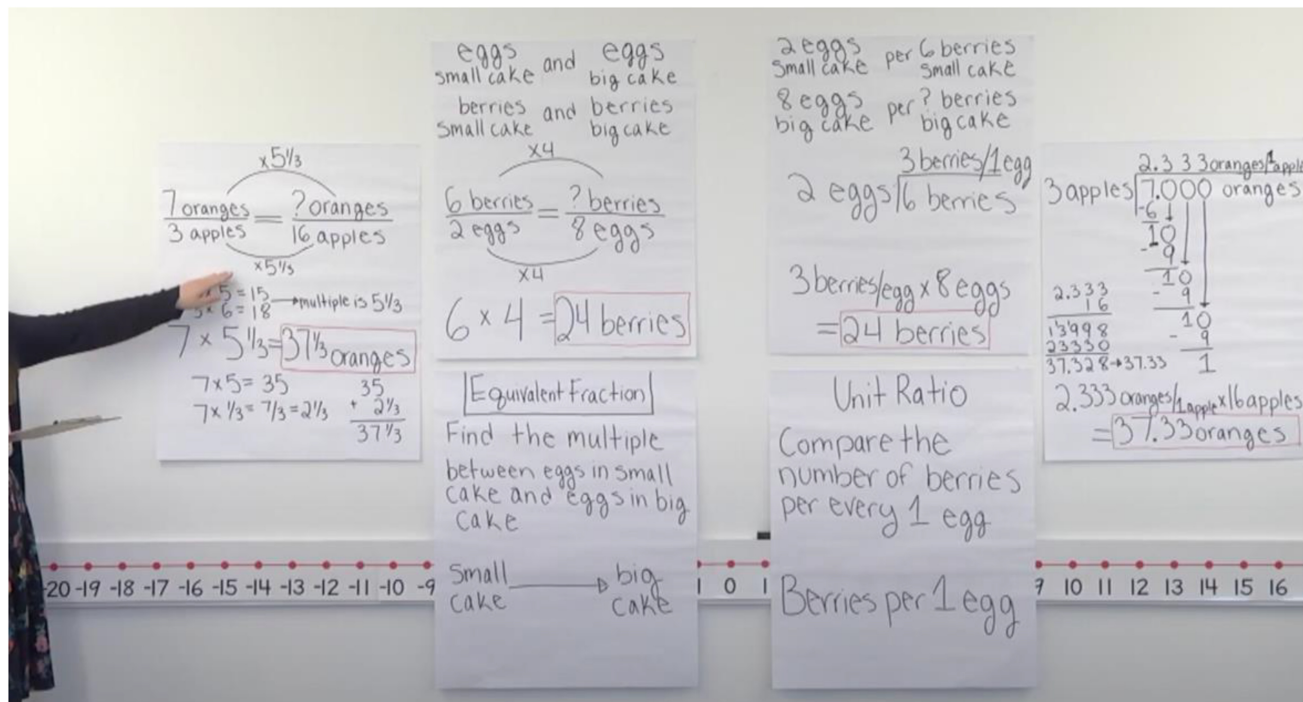 ×5⅓
7 oranges = ? oranges
3 apples 16 apples
×5⅓
× 5 = 15
× 6 = 18 → multiple is 5⅓
7 × 5⅓ = 37⅓ oranges
7 × 5 = 35
7 × ⅓ = 7/3 = 2⅓
35
+ 2⅓
37⅓
eggs and eggs
small cake big cake
berries and berries
small cake big cake
×4
6 berries = ? berries
2 eggs 8 eggs
×4
6 × 4 = 24 berries
Equivalent Fraction
Find the multiple
between eggs in small
cake and eggs in big
cake
Small → big
cake cake
2 eggs per 6 berries
small cake small cake
8 eggs per ? berries
big cake big cake
3 berries/1 egg
2 eggs 6 berries
3 berries/egg × 8 eggs
= 24 berries
Unit Ratio
Compare the
number of berries
per every 1 egg
Berries per 1 egg
2.333 oranges/1 apple
3 apples 7.000 oranges
-6
10
- 9
10
- 9
10
- 9
1
2.333
16
13998
23330
37.328 → 37.33
2.333 oranges/1 apple × 16 apples
= 37.33 oranges
-20 -19 -18 -17 -16 -15 -14 -13 -12 -11 -10 -9
0 1
9 10 11 12 13 14 15 16